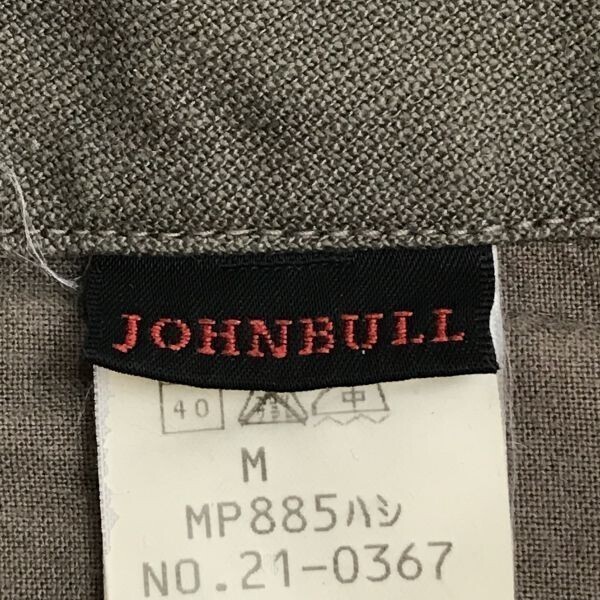 JOHNBULL
40 中
M
MP885ハシ
NO.21-0367